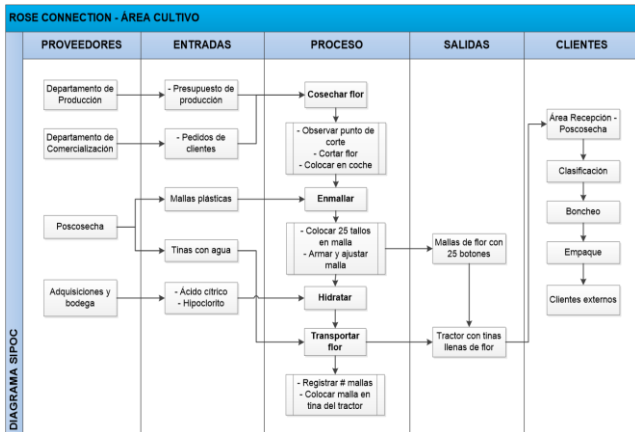 ROSE CONNECTION - ÁREA CULTIVO
DIAGRAMA SIPOC
PROVEEDORES
ENTRADAS
PROCESO
SALIDAS
CLIENTES
Departamento de
Producción
Departamento de
Comercialización
Poscosecha
Adquisiciones y
bodega
- Presupuesto de
producción
- Pedidos de
clientes
Mallas plásticas
Tinas con agua
- Ácido cítrico
- Hipoclorito
Cosechar flor
- Observar punto de
corte
- Cortar flor
- Colocar en coche
Enmallar
- Colocar 25 tallos
en malla
- Armar y ajustar
malla
Hidratar
Transportar
flor
- Registrar # mallas
- Colocar malla en
tina del tractor
Mallas de flor con
25 botones
Tractor con tinas
llenas de flor
Área Recepción -
Poscosecha
Clasificación
Boncheo
Empaque
Clientes externos